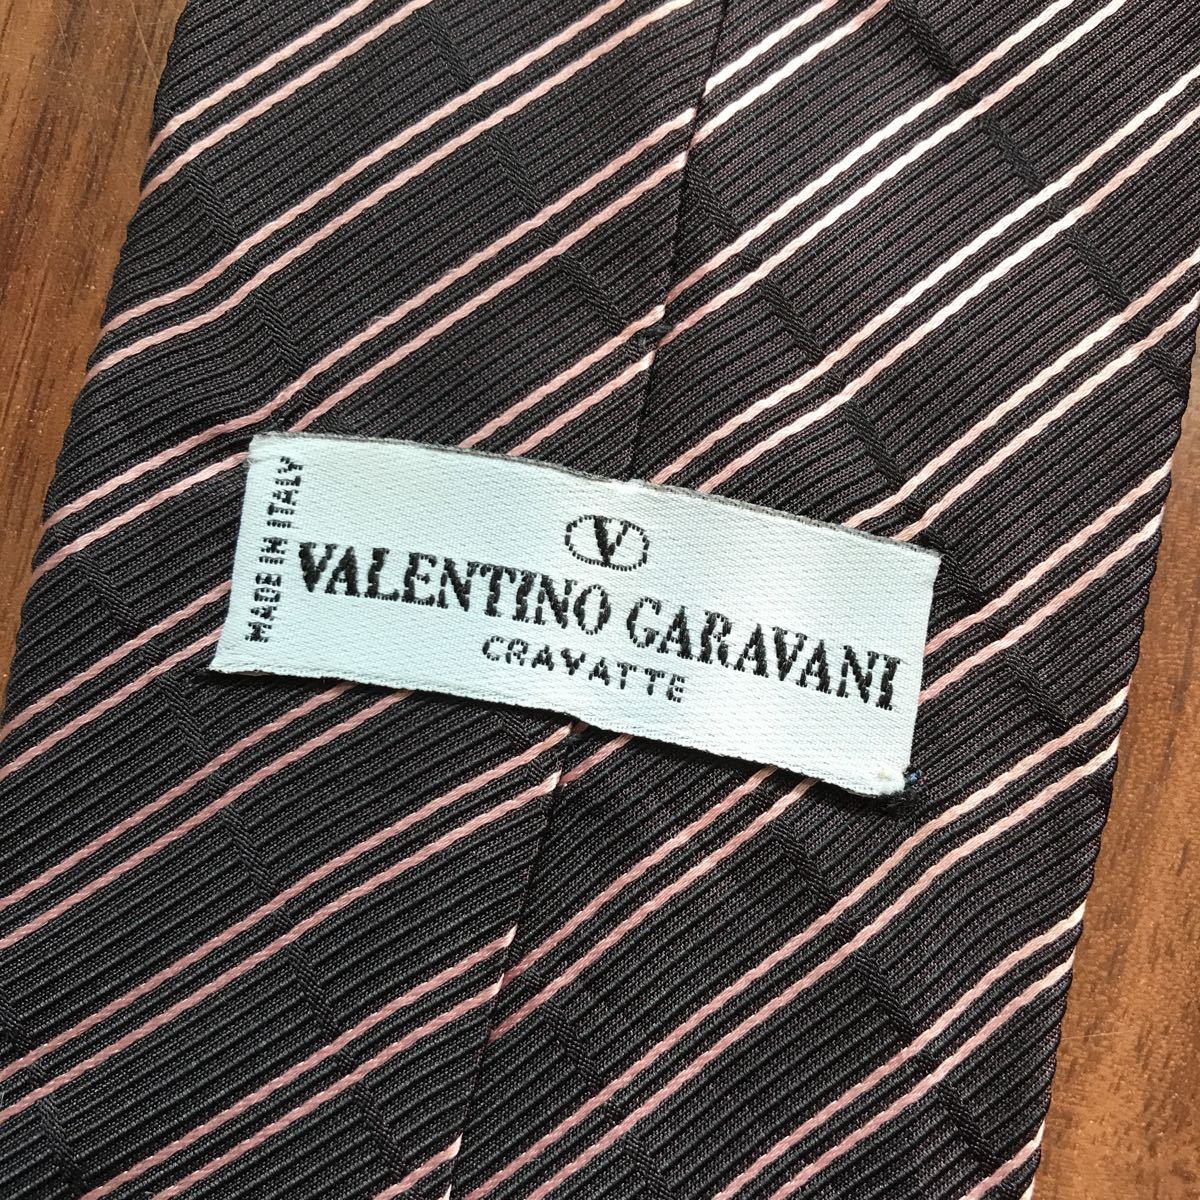 MADE IN ITALY
V
VALENTINO GARAVANI
CRAVATTE